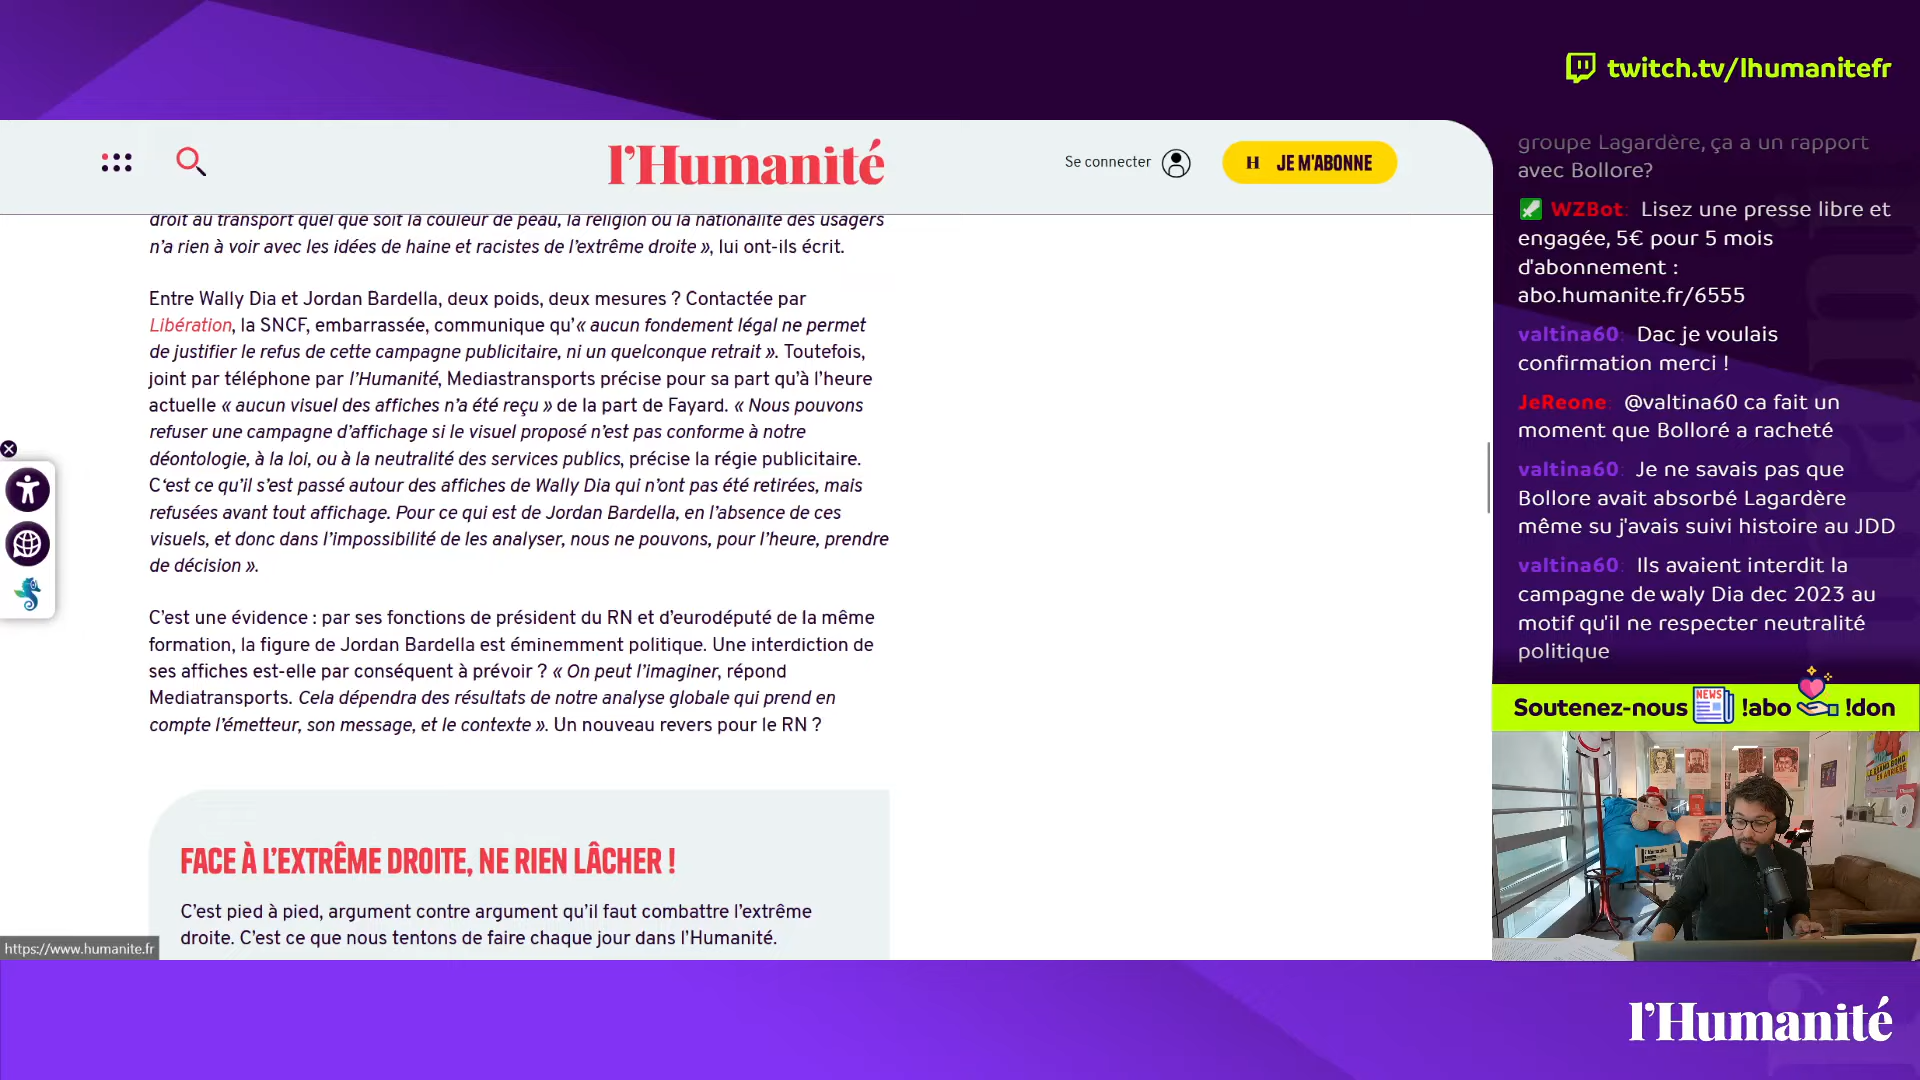 twitch.tv/lhumanitefr
l'Humanité
Se connecter
H JE M'ABONNE
droit au transport quel que soit la couleur de peau, la religion ou la nationalité des usagers
n'a rien à voir avec les idées de haine et racistes de l'extrême droite », lui ont-ils écrit.
Entre Wally Dia et Jordan Bardella, deux poids, deux mesures ? Contactée par
Libération, la SNCF, embarrassée, communique qu'« aucun fondement légal ne permet
de justifier le refus de cette campagne publicitaire, ni un quelconque retrait ». Toutefois,
joint par téléphone par l'Humanité, Mediastransports précise pour sa part qu'à l'heure
actuelle « aucun visuel des affiches n'a été reçu » de la part de Fayard. « Nous pouvons
refuser une campagne d'affichage si le visuel proposé n'est pas conforme à notre
déontologie, à la loi, ou à la neutralité des services publics, précise la régie publicitaire.
C'est ce qu'il s'est passé autour des affiches de Wally Dia qui n'ont pas été retirées, mais
refusées avant tout affichage. Pour ce qui est de Jordan Bardella, en l'absence de ces
visuels, et donc dans l'impossibilité de les analyser, nous ne pouvons, pour l'heure, prendre
de décision ».
C'est une évidence : par ses fonctions de président du RN et d'eurodéputé de la même
formation, la figure de Jordan Bardella est éminemment politique. Une interdiction de
ses affiches est-elle par conséquent à prévoir ? « On peut l'imaginer, répond
Mediatransports. Cela dépendra des résultats de notre analyse globale qui prend en
compte l'émetteur, son message, et le contexte ». Un nouveau revers pour le RN ?
FACE À L'EXTRÊME DROITE, NE RIEN LÂCHER !
C'est pied à pied, argument contre argument qu'il faut combattre l'extrême
droite. C'est ce que nous tentons de faire chaque jour dans l'Humanité.
https://www.humanite.fr
groupe Lagardère, ça a un rapport
avec Bollore?
WZBot: Lisez une presse libre et
engagée, 5€ pour 5 mois
d'abonnement :
abo.humanite.fr/6555
valtina60: Dac je voulais
confirmation merci !
JeReone: @valtina60 ca fait un
moment que Bolloré a racheté
valtina60: Je ne savais pas que
Bollore avait absorbé Lagardère
même su j'avais suivi histoire au JDD
valtina60: Ils avaient interdit la
campagne de waly Dia dec 2023 au
motif qu'il ne respecter neutralité
politique
Soutenez-nous NEWS !abo !don
l'Humanité
l'Humanité